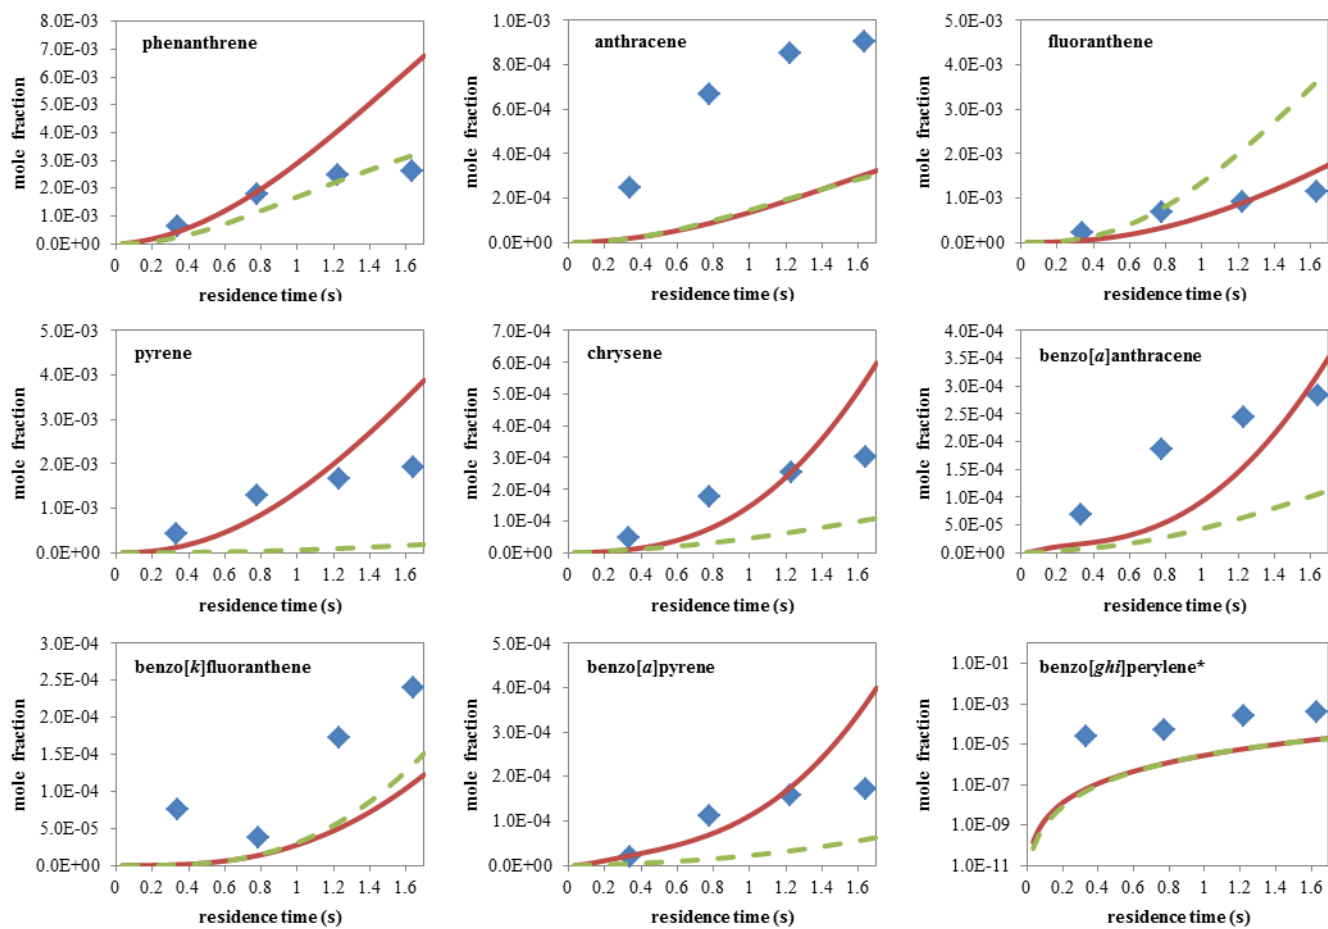 phenanthrene
mole fraction
8.0E-03
7.0E-03
6.0E-03
5.0E-03
4.0E-03
3.0E-03
2.0E-03
1.0E-03
0.0E+00
0 0.2 0.4 0.6 0.8 1 1.2 1.4 1.6
residence time (s)
anthracene
mole fraction
1.0E-03
8.0E-04
6.0E-04
4.0E-04
2.0E-04
0.0E+00
0 0.2 0.4 0.6 0.8 1 1.2 1.4 1.6
residence time (s)
fluoranthene
mole fraction
5.0E-03
4.0E-03
3.0E-03
2.0E-03
1.0E-03
0.0E+00
0 0.2 0.4 0.6 0.8 1 1.2 1.4 1.6
residence time (s)
pyrene
mole fraction
5.0E-03
4.0E-03
3.0E-03
2.0E-03
1.0E-03
0.0E+00
0 0.2 0.4 0.6 0.8 1 1.2 1.4 1.6
residence time (s)
chrysene
mole fraction
7.0E-04
6.0E-04
5.0E-04
4.0E-04
3.0E-04
2.0E-04
1.0E-04
0.0E+00
0 0.2 0.4 0.6 0.8 1 1.2 1.4 1.6
residence time (s)
benzo[a]anthracene
mole fraction
4.0E-04
3.5E-04
3.0E-04
2.5E-04
2.0E-04
1.5E-04
1.0E-04
5.0E-05
0.0E+00
0 0.2 0.4 0.6 0.8 1 1.2 1.4 1.6
residence time (s)
benzo[k]fluoranthene
mole fraction
3.0E-04
2.5E-04
2.0E-04
1.5E-04
1.0E-04
5.0E-05
0.0E+00
0 0.2 0.4 0.6 0.8 1 1.2 1.4 1.6
residence time (s)
benzo[a]pyrene
mole fraction
5.0E-04
4.0E-04
3.0E-04
2.0E-04
1.0E-04
0.0E+00
0 0.2 0.4 0.6 0.8 1 1.2 1.4 1.6
residence time (s)
benzo[ghi]perylene*
mole fraction
1.0E-01
1.0E-03
1.0E-05
1.0E-07
1.0E-09
1.0E-11
0 0.2 0.4 0.6 0.8 1 1.2 1.4 1.6
residence time (s)